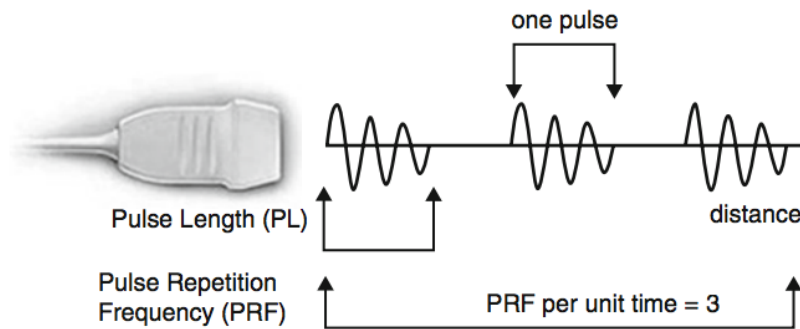 one pulse
Pulse Length (PL)
distance
Pulse Repetition
Frequency (PRF)
PRF per unit time = 3